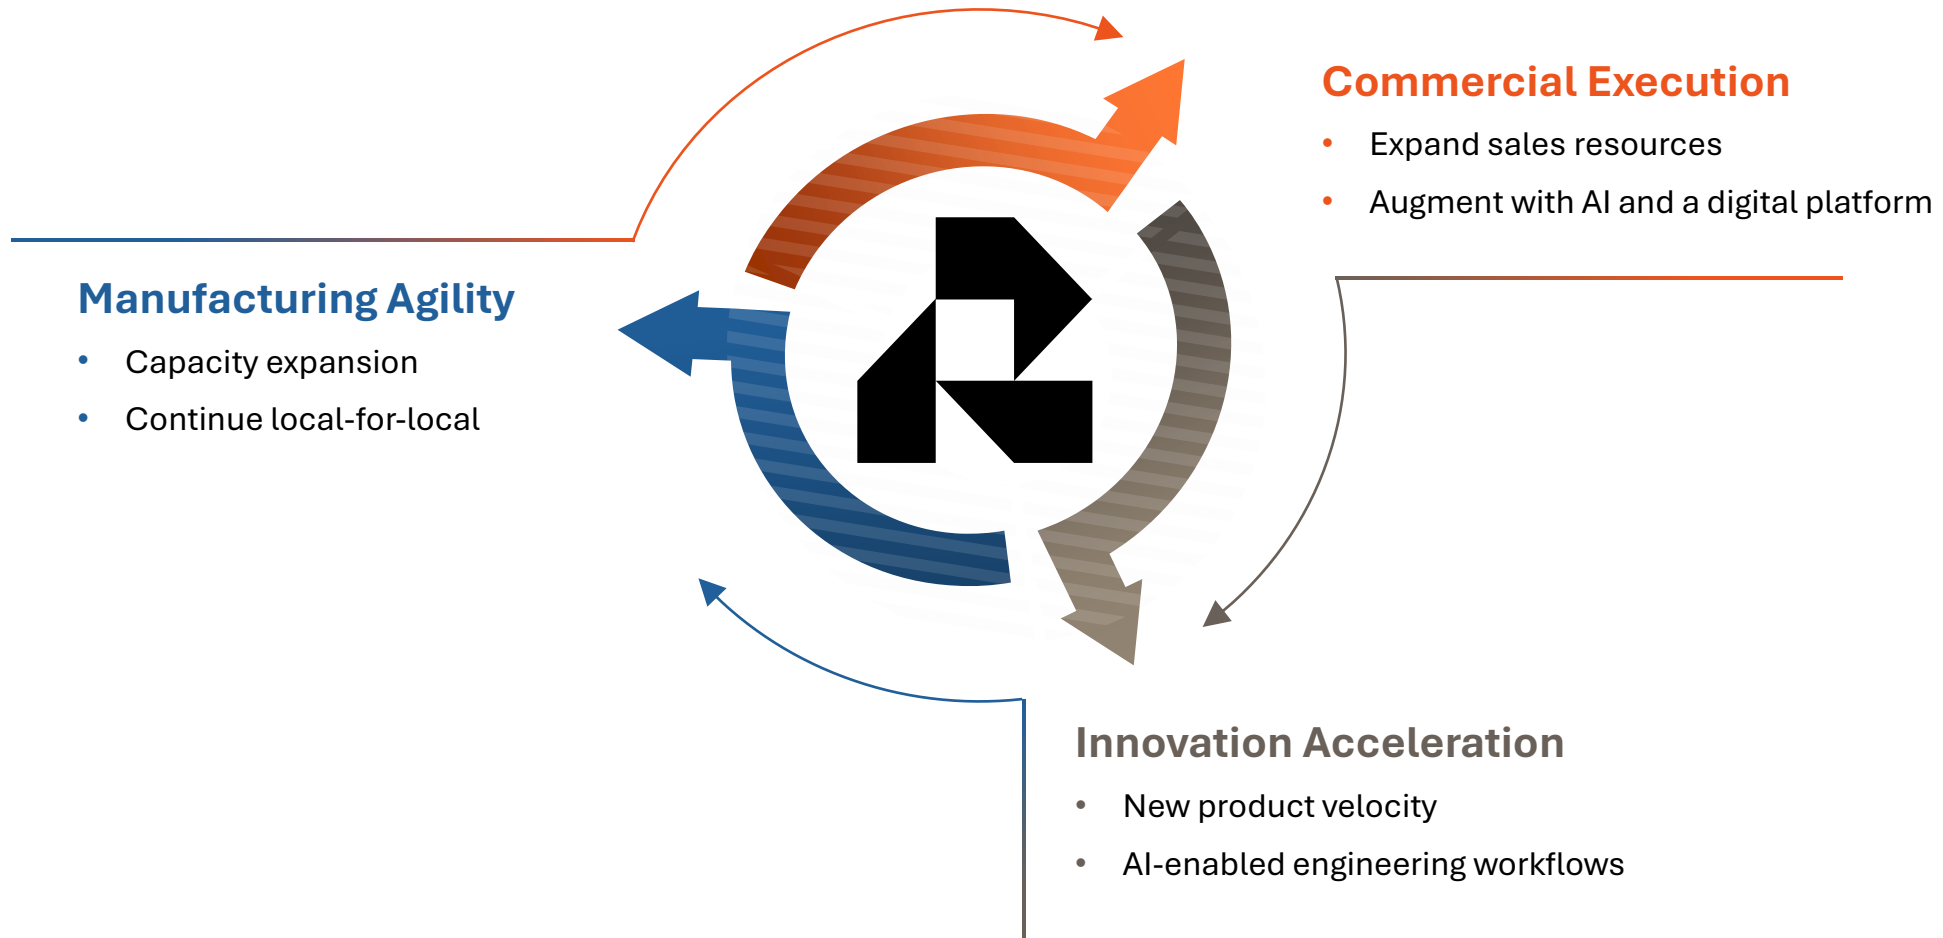 Commercial Execution
• Expand sales resources
• Augment with AI and a digital platform
Manufacturing Agility
• Capacity expansion
• Continue local-for-local
Innovation Acceleration
• New product velocity
• AI-enabled engineering workflows